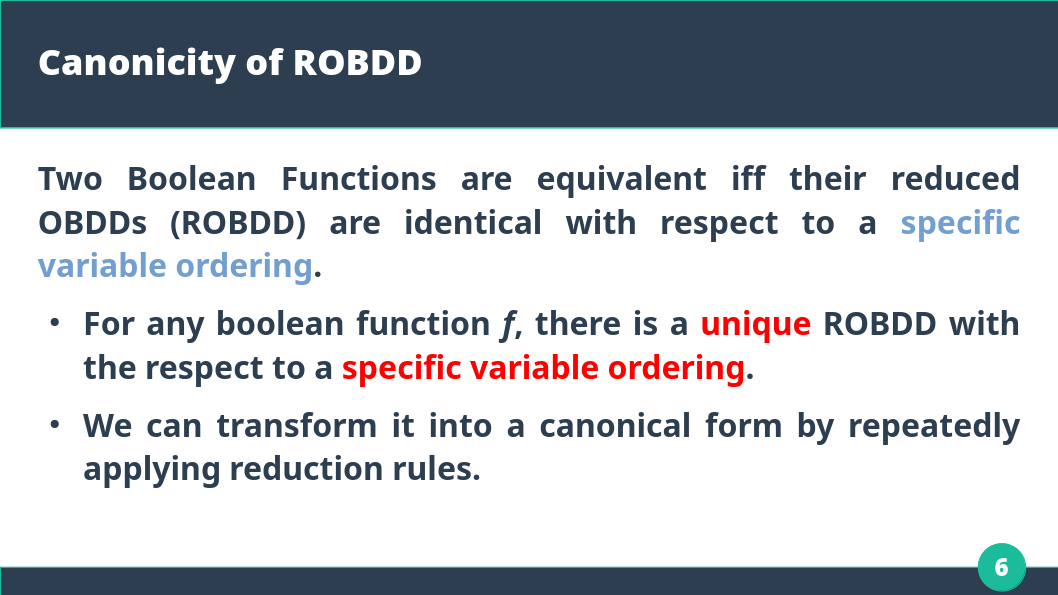 Canonicity of ROBDD
Two Boolean Functions are equivalent iff their reduced
OBDDs (ROBDD) are identical with respect to a specific
variable ordering.
• For any boolean function f, there is a unique ROBDD with
the respect to a specific variable ordering.
• We can transform it into a canonical form by repeatedly
applying reduction rules.
6